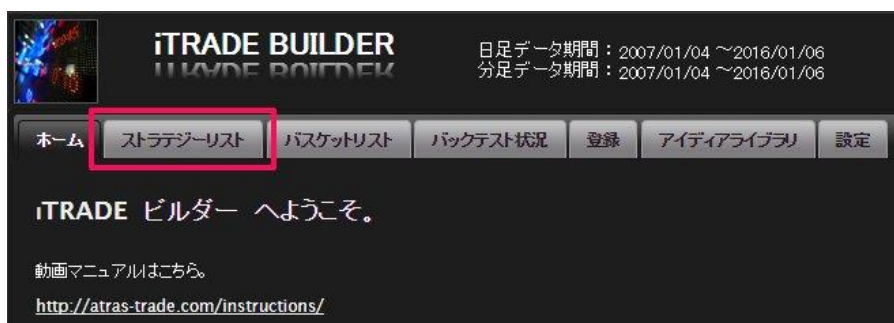 iTRADE BUILDER
日足データ期間：2007/01/04 ～2016/01/06
分足データ期間：2007/01/04 ～2016/01/06
ホーム ストラテジーリスト バスケットリスト バックテスト状況 登録 アイディアライブラリ 設定
iTRADE ビルダー へようこそ。
動画マニュアルはこちら。
http://atras-trade.com/instructions/